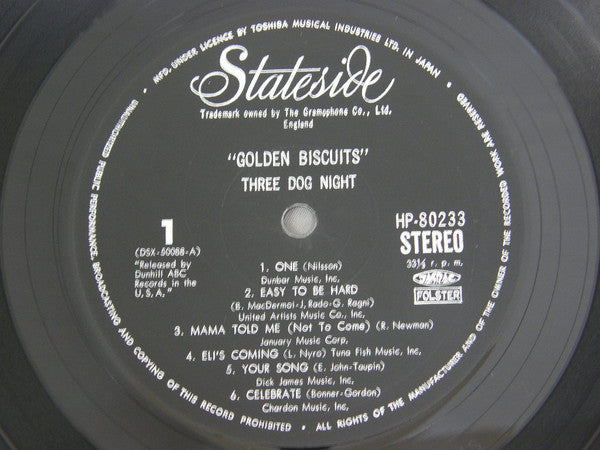 MFD. UNDER LICENCE BY TOSHIBA MUSICAL INDUSTRIES LTD. IN JAPAN
Stateside
Trademark owned by The Gramophone Co., Ltd.
England
"GOLDEN BISCUITS"
THREE DOG NIGHT
1
(DSX-50088-A)
"Released by
Dunhill ABC
Records in the
U.S.A."
HP-80233
STEREO
33⅓ r. p. m.
FOLSTER
1. ONE (Nilsson)
Dunbar Music, Inc.
2. EASY TO BE HARD
(B. MacDermol-J. Rado-G. Ragni)
United Artists Music Co., Inc.
3. MAMA TOLD ME (Not To Come) (R. Newman)
January Music Corp.
4. ELI'S COMING (L. Nyro) Tuna Fish Music, Inc.
5. YOUR SONG (E. John-Taupin)
Dick James Music, Inc.
6. CELEBRATE (Bonner-Gordon)
Chardon Music, Inc.
UNAUTHORIZED PUBLIC PERFORMANCE, BROADCASTING AND COPYING OF THIS RECORD PROHIBITED • ALL RIGHTS OF THE MANUFACTURER AND OF THE OWNER OF THE RECORDED WORK ARE RESERVED